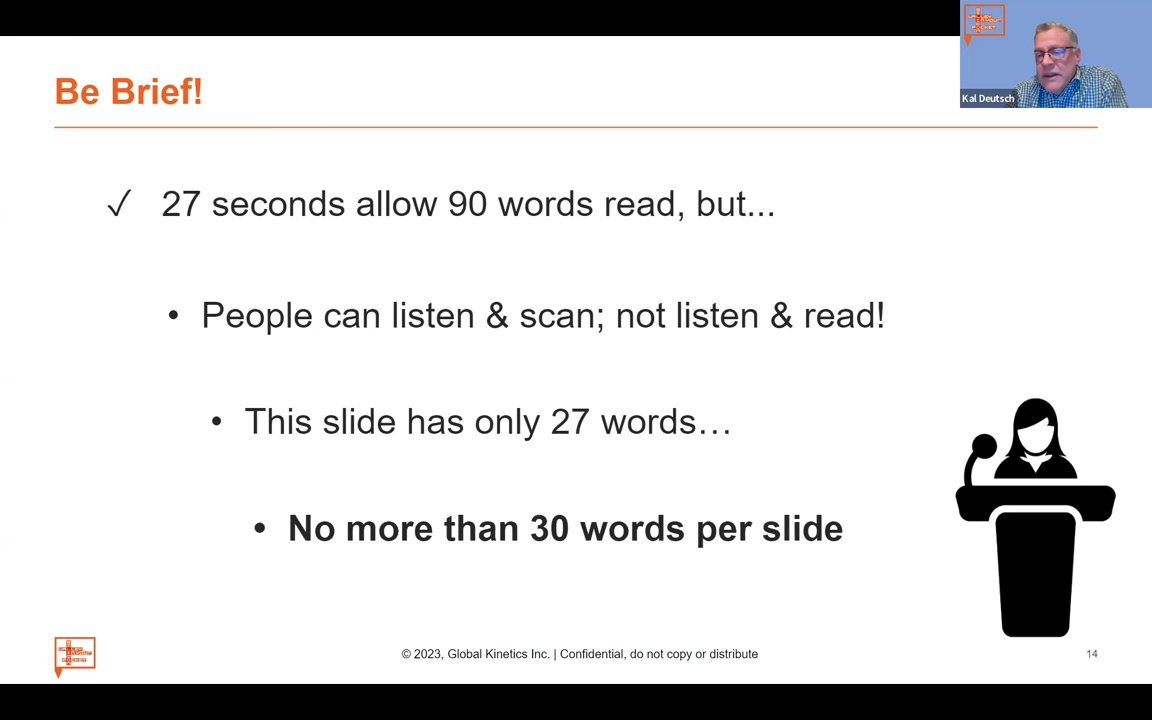 Be Brief!
Kal Deutsch
✓ 27 seconds allow 90 words read, but...
• People can listen & scan; not listen & read!
• This slide has only 27 words…
• No more than 30 words per slide
© 2023, Global Kinetics Inc. | Confidential, do not copy or distribute
14